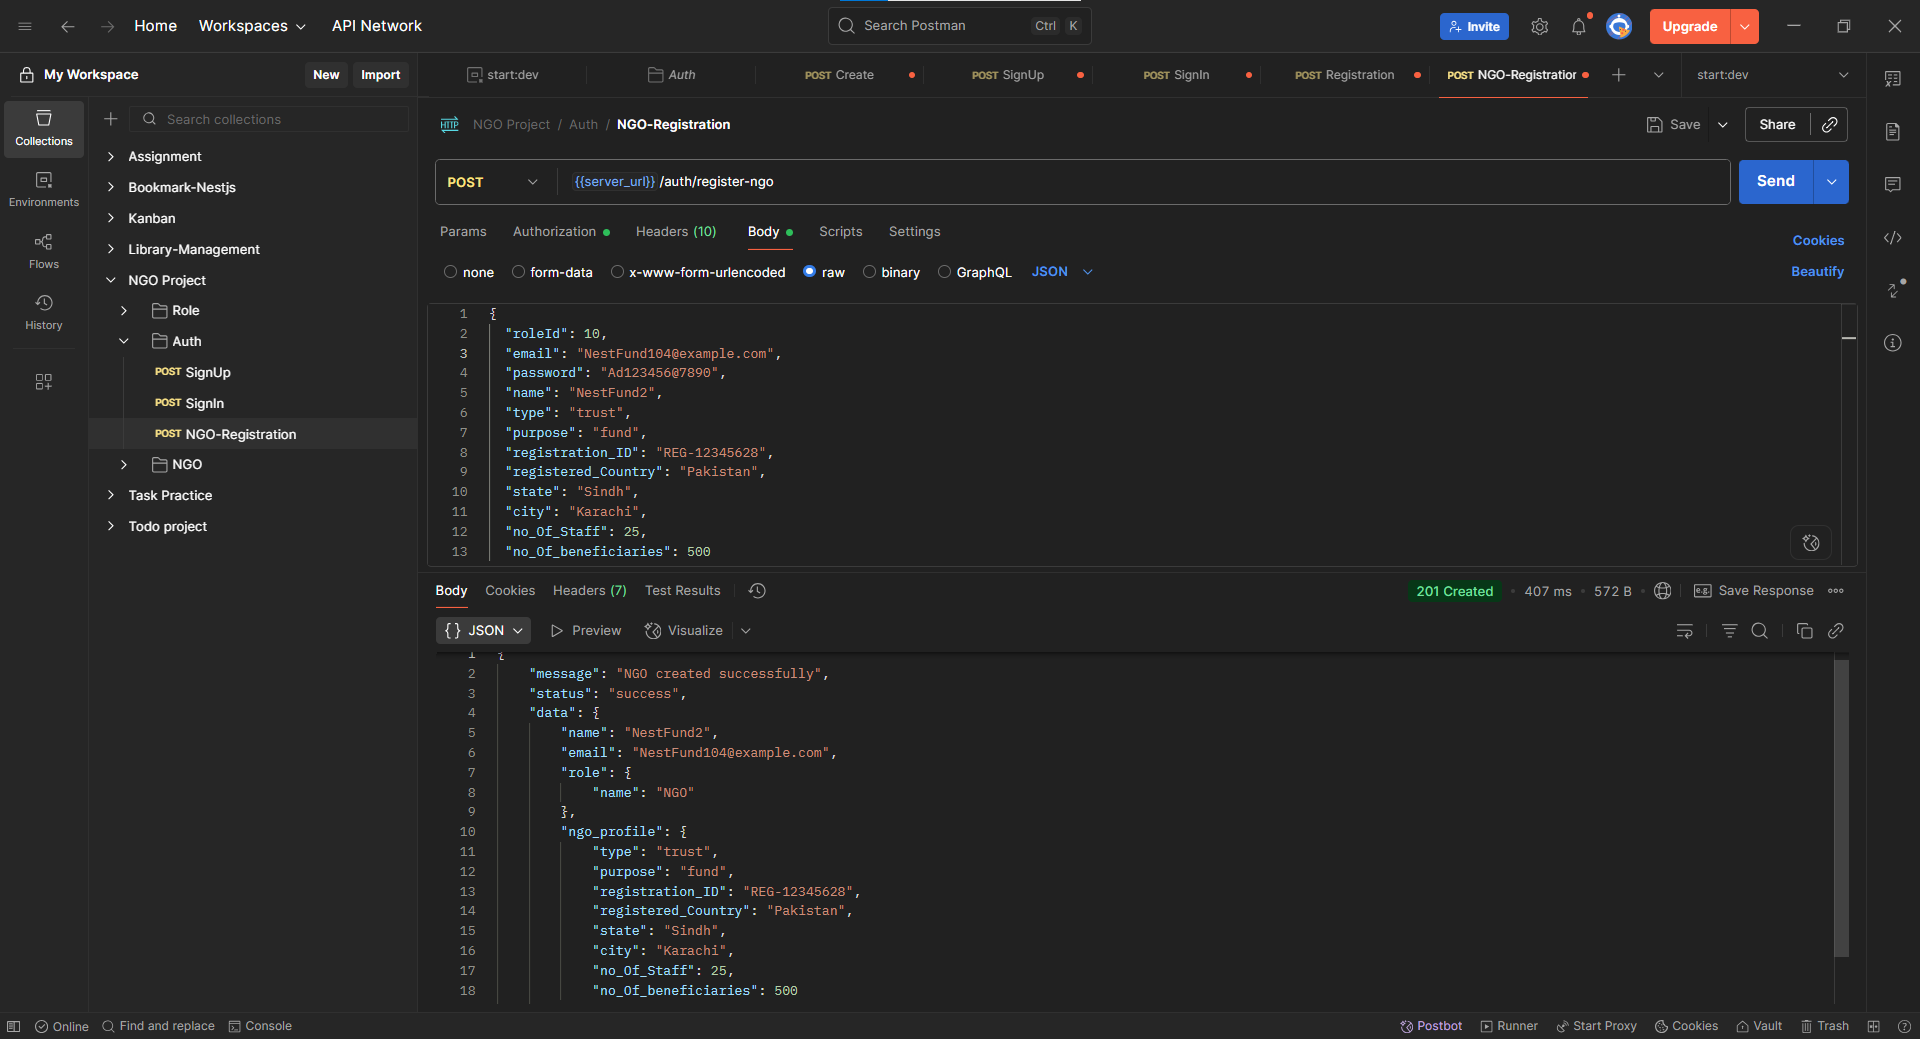 Home Workspaces API Network Search Postman Ctrl K Invite Upgrade
My Workspace New Import
start:dev Auth POST Create POST SignUp POST SignIn POST Registration POST NGO-Registration start:dev
Collections
Environments
Flows
History
Search collections
Assignment
Bookmark-Nestjs
Kanban
Library-Management
NGO Project
Role
Auth
POST SignUp
POST SignIn
POST NGO-Registration
NGO
Task Practice
Todo project
HTTP NGO Project / Auth / NGO-Registration Save Share
POST {{server_url}} /auth/register-ngo Send
Params Authorization Headers (10) Body Scripts Settings Cookies
none form-data x-www-form-urlencoded raw binary GraphQL JSON Beautify
1 {
2 "roleId": 10,
3 "email": "NestFund104@example.com",
4 "password": "Ad123456@7890",
5 "name": "NestFund2",
6 "type": "trust",
7 "purpose": "fund",
8 "registration_ID": "REG-12345628",
9 "registered_Country": "Pakistan",
10 "state": "Sindh",
11 "city": "Karachi",
12 "no_Of_Staff": 25,
13 "no_Of_beneficiaries": 500
Body Cookies Headers (7) Test Results 201 Created • 407 ms • 572 B e.g. Save Response
{} JSON Preview Visualize
1 {
2 "message": "NGO created successfully",
3 "status": "success",
4 "data": {
5 "name": "NestFund2",
6 "email": "NestFund104@example.com",
7 "role": {
8 "name": "NGO"
9 },
10 "ngo_profile": {
11 "type": "trust",
12 "purpose": "fund",
13 "registration_ID": "REG-12345628",
14 "registered_Country": "Pakistan",
15 "state": "Sindh",
16 "city": "Karachi",
17 "no_Of_Staff": 25,
18 "no_Of_beneficiaries": 500
Online Find and replace Console Postbot Runner Start Proxy Cookies Vault Trash